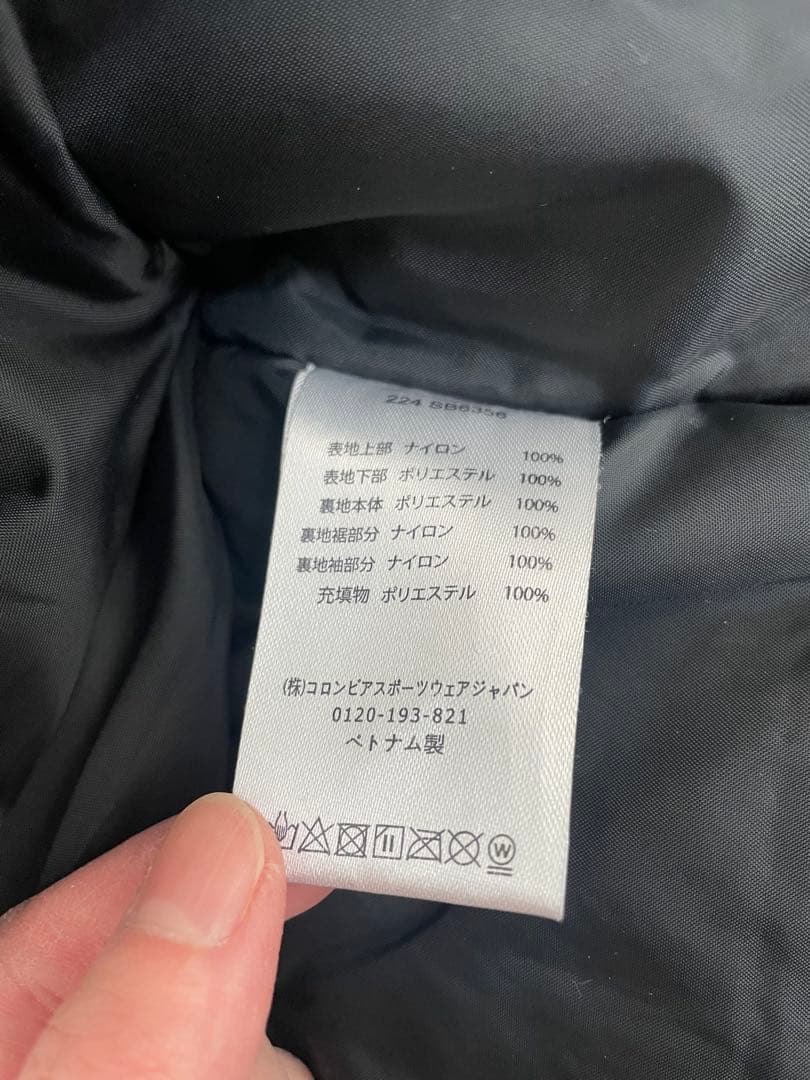 224 SB6356
表地上部 ナイロン 100%
表地下部 ポリエステル 100%
裏地本体 ポリエステル 100%
裏地裾部分 ナイロン 100%
裏地袖部分 ナイロン 100%
充填物 ポリエステル 100%
(株)コロンビアスポーツウェアジャパン
0120-193-821
ベトナム製
W